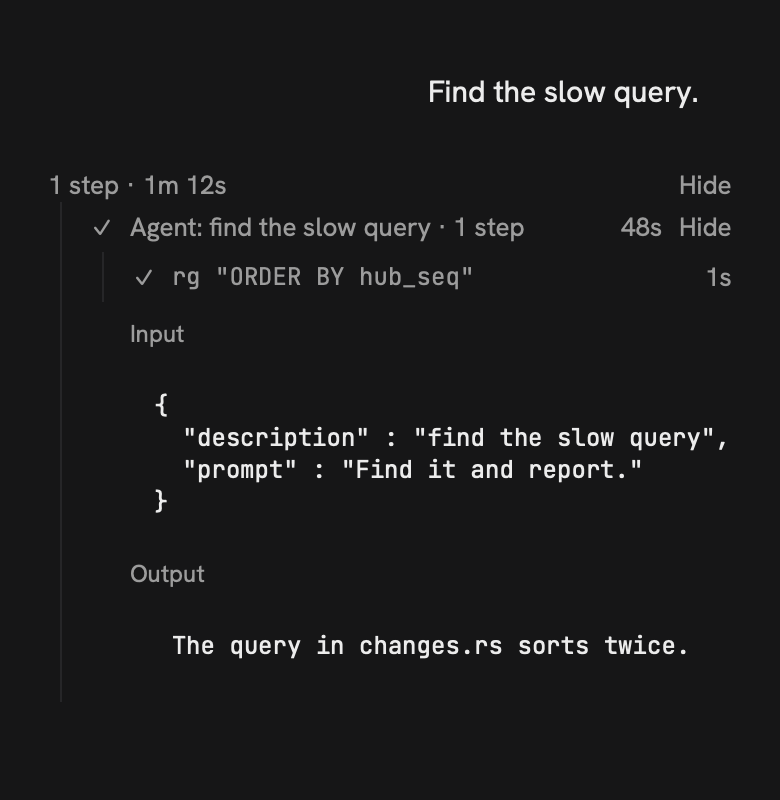 Find the slow query.
1 step · 1m 12s Hide
Agent: find the slow query · 1 step 48s Hide
rg "ORDER BY hub_seq" 1s
Input
{
"description" : "find the slow query",
"prompt" : "Find it and report."
}
Output
The query in changes.rs sorts twice.